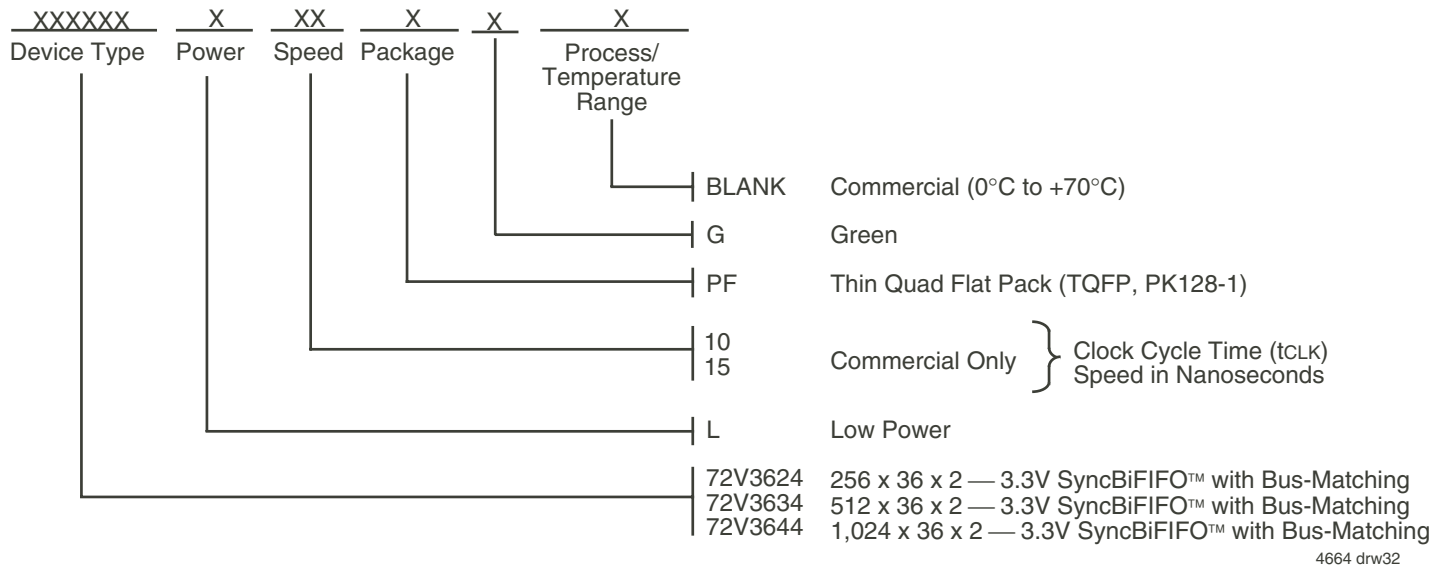 XXXXXX X XX X X X
Device Type Power Speed Package Process/
Temperature
Range
BLANK Commercial (0°C to +70°C)
G Green
PF Thin Quad Flat Pack (TQFP, PK128-1)
10
15
Commercial Only
Clock Cycle Time (tCLK)
Speed in Nanoseconds
L Low Power
72V3624 256 x 36 x 2 — 3.3V SyncBiFIFO™ with Bus-Matching
72V3634 512 x 36 x 2 — 3.3V SyncBiFIFO™ with Bus-Matching
72V3644 1,024 x 36 x 2 — 3.3V SyncBiFIFO™ with Bus-Matching
4664 drw32